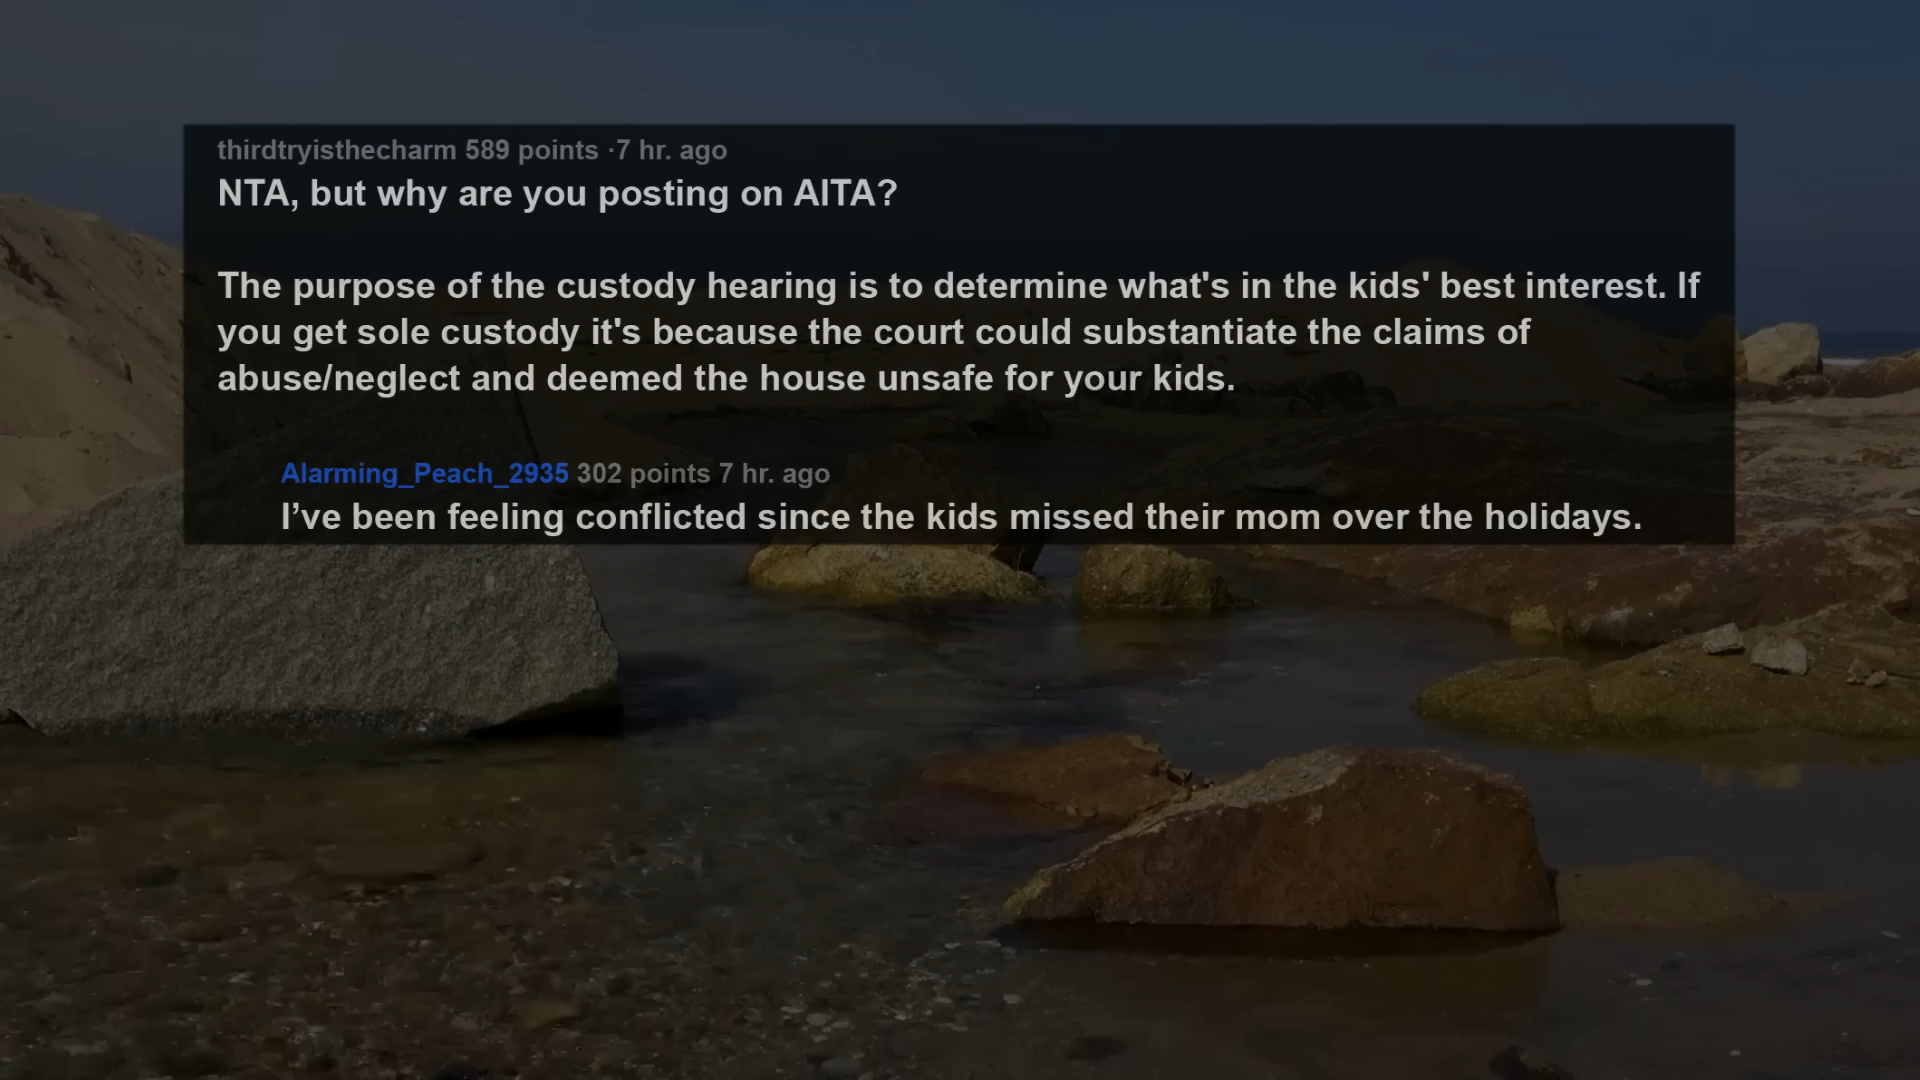 thirdtryisthecharm 589 points ·7 hr. ago
NTA, but why are you posting on AITA?
The purpose of the custody hearing is to determine what's in the kids' best interest. If
you get sole custody it's because the court could substantiate the claims of
abuse/neglect and deemed the house unsafe for your kids.
Alarming_Peach_2935 302 points 7 hr. ago
I’ve been feeling conflicted since the kids missed their mom over the holidays.